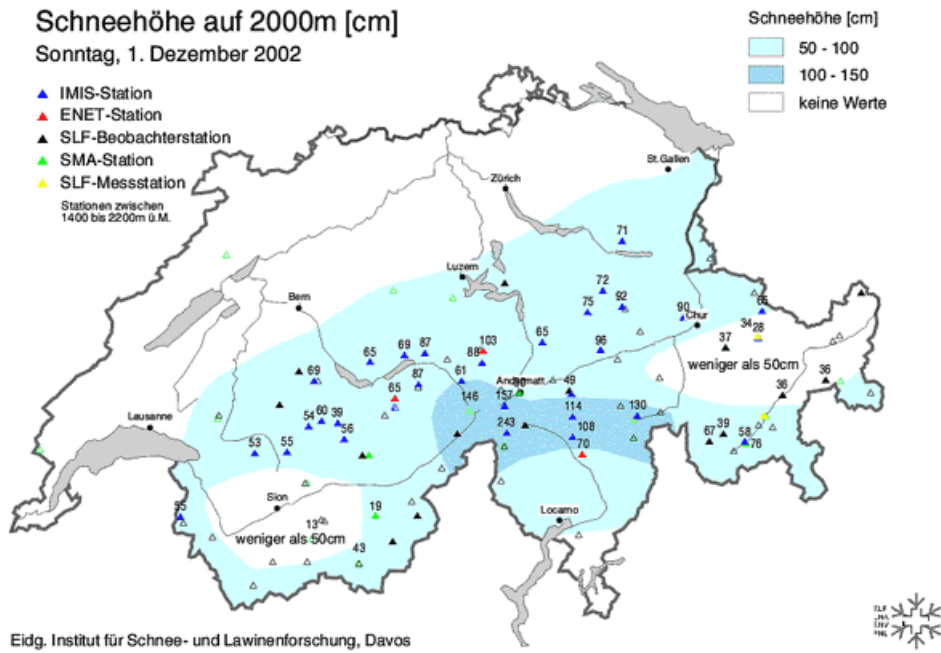 Schneehöhe auf 2000m [cm]
Sonntag, 1. Dezember 2002
IMIS-Station
ENET-Station
SLF-Beobachterstation
SMA-Station
SLF-Messstation
Stationen zwischen
1400 bis 2200m ü.M.
Schneehöhe [cm]
50 - 100
100 - 150
keine Werte
St.Gallen
Zürich
71
Luzern
72
75
92
90
65
Bern
Chur
34
28
37
65
96
103
88
87
69
65
weniger als 50cm
69
87
61
Andermatt
49
36
36
65
146
157
114
130
Lausanne
54
60
39
56
243
108
70
67
39
58
76
53
55
Sion
55
13
19
weniger als 50cm
43
Locarno
Eidg. Institut für Schnee- und Lawinenforschung, Davos